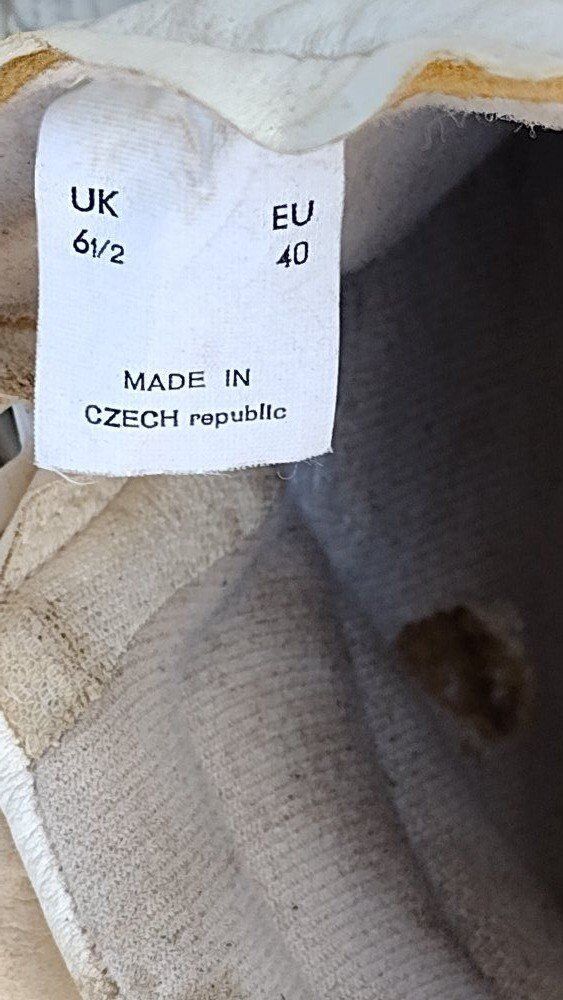 UK EU
6 1/2 40
MADE IN
CZECH republic